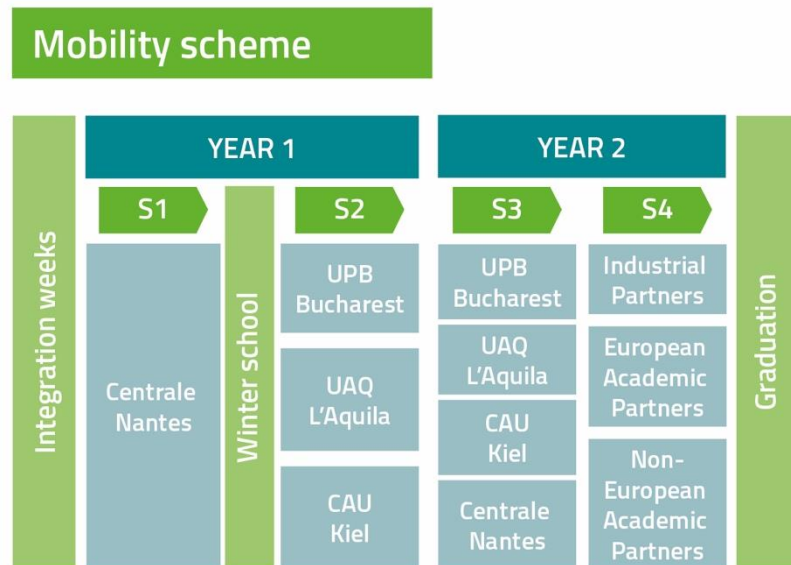 Mobility scheme
Integration weeks
YEAR 1
S1
Centrale
Nantes
Winter school
S2
UPB
Bucharest
UAQ
L'Aquila
CAU
Kiel
YEAR 2
S3
UPB
Bucharest
UAQ
L'Aquila
CAU
Kiel
Centrale
Nantes
S4
Industrial
Partners
European
Academic
Partners
Non-
European
Academic
Partners
Graduation